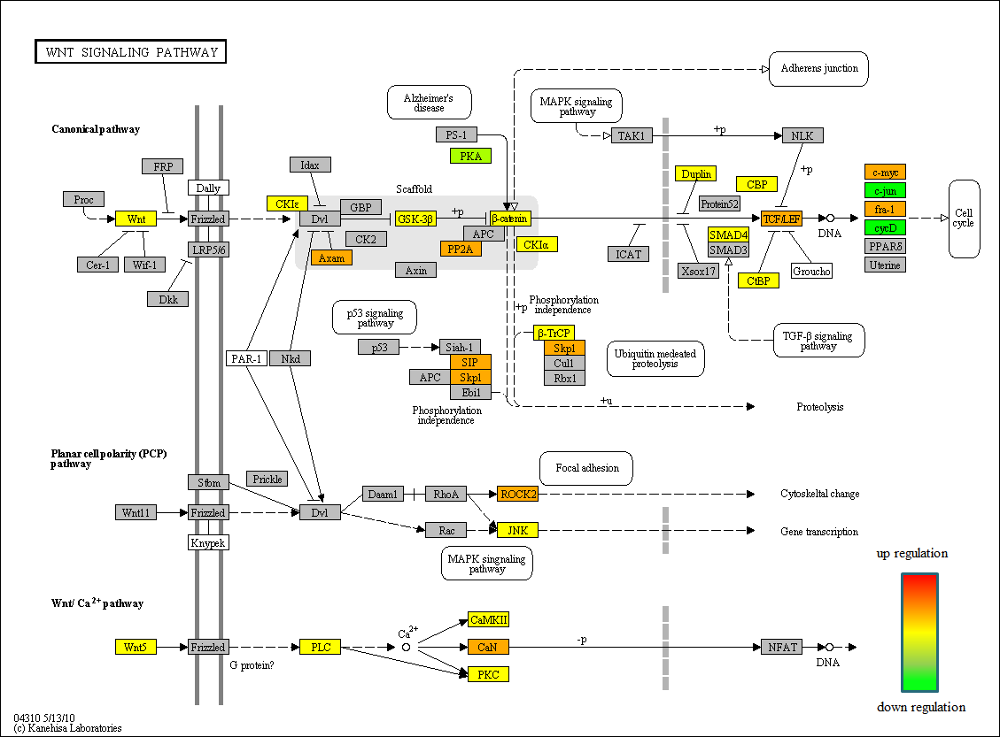 WNT SIGNALING PATHWAY
Adherens junction
Alzheimer's
disease
MAPK signaling
pathway
Canonical pathway
PS-1
TAK1
+p
NLK
PKA
FRP
Idax
+p
Duplin
c-myc
Dally
Scaffold
CBP
c-jun
Proc
CKIε
GBP
Protein52
fra-1
Wnt
Frizzled
Dvl
GSK-3β
+p
β-catenin
TCF/LEF
DNA
cycD
Cell
cycle
APC
CK2
CKIα
SMAD4
PPARδ
LRP5/6
PP2A
SMAD3
ICAT
Cer-1
Wif-1
Axam
Axin
Xsox17
Groucho
Uterine
CtBP
Dkk
Phosphorylation
independence
+p
p53 signaling
pathway
β-TrCP
TGF-β signaling
pathway
p53
Siah-1
Skp1
PAR-1
Nkd
SIP
Cul1
Ubiquitin medeated
proteolysis
APC
Skp1
Rbx1
Ebi1
+u
Phosphorylation
independence
Proteolysis
Planar cell polarity (PCP)
pathway
Focal adhesion
Stbm
Prickle
Daam1
RhoA
ROCK2
Cytoskeltal change
Wnt11
Frizzled
Dvl
Rac
JNK
Gene transcription
Knypek
MAPK singnaling
pathway
up regulation
Wnt/ Ca2+ pathway
CaMKII
Ca2+
Wnt5
Frizzled
PLC
CaN
-p
NFAT
G protein?
DNA
PKC
down regulation
04310 5/13/10
(c) Kanehisa Laboratories